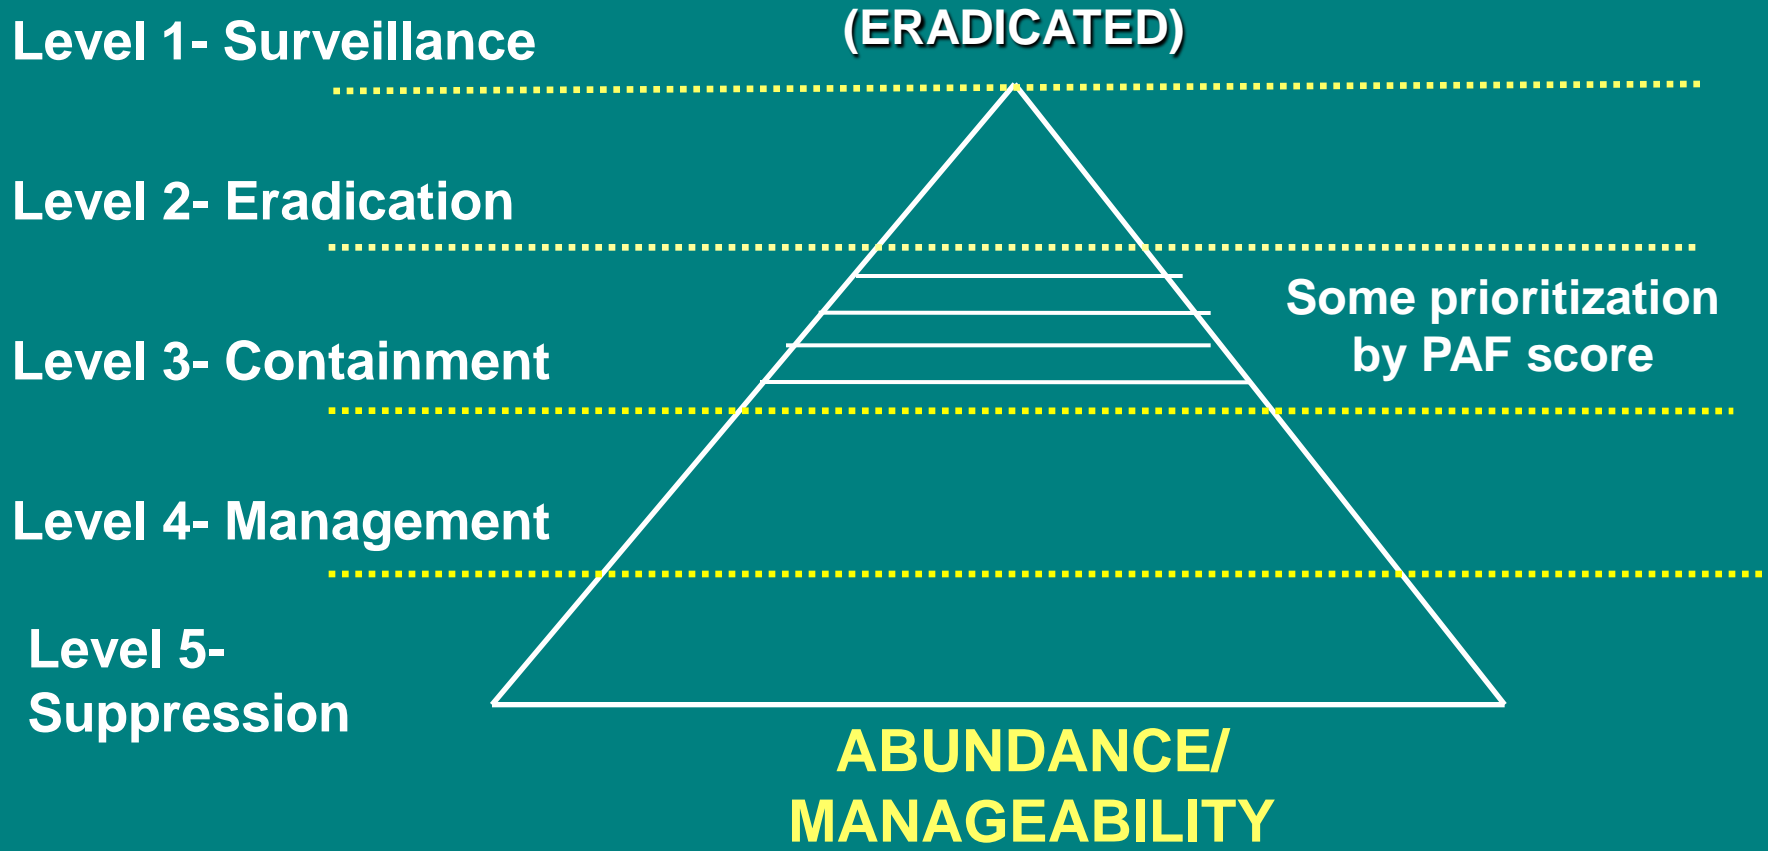 (ERADICATED)
Level 1- Surveillance
Level 2- Eradication
Some prioritization
by PAF score
Level 3- Containment
Level 4- Management
Level 5-
Suppression
ABUNDANCE/
MANAGEABILITY